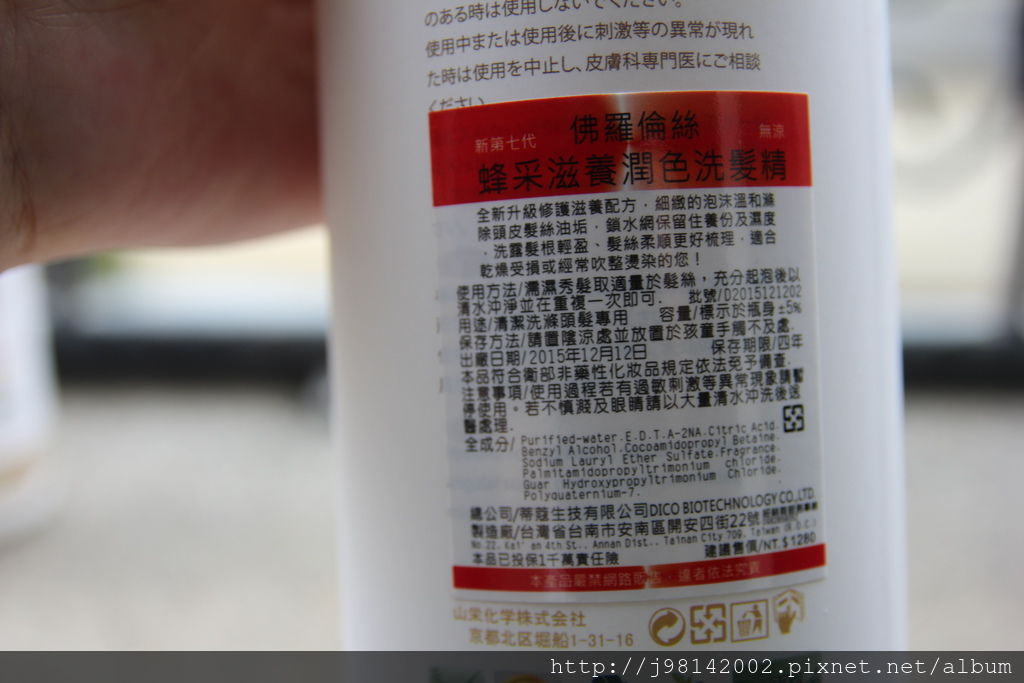 のある時は使用しないでください。
使用中または使用後に刺激等の異常が現れ
た時は使用を中止し、皮膚科専門医にご相談
ください
新第七代 佛羅倫絲 無涼
蜂采滋養潤色洗髮精
全新升級修護滋養配方．細緻的泡沫溫和滌
除頭皮髮絲油垢．鎖水網保留住養份及濕度
．洗露髮根輕盈、髮絲柔順更好梳理．適合
乾燥受損或經常吹整燙染的您！
使用方法/濡濕秀髮取適量於髮絲，充分起泡後以
清水沖淨並在重複一次即可． 批號/D2015121202
用途/清潔洗滌頭髮專用 容量/標示於瓶身±5%
保存方法/請置陰涼處並放置於孩童手觸不及處．
出廠日期/2015年12月12日 保存期限/四年
本品符合衛部非藥性化妝品規定依法免予備查．
注意事項/使用過程若有過敏刺激等異常現象請暫
停使用。若不慎濺及眼睛請以大量清水沖洗後送
醫處理．
全成分/Purified-water.E.D.T.A-2NA.Citric Acid.
Benzyl Alcohol.Cocoamidopropyl Betaine.
Sodium Lauryl Ether Sulfate.Fragrance.
Palmitamidopropyltrimonium Chloride.
Guar Hydroxypropyltrimonium Chloride.
Polyquaternium-7.
總公司/蒂蔻生技有限公司DICO BIOTECHNOLOGY CO.,LTD.
製造廠/台灣省台南市安南區開安四街22號
No.22, Kai' an 4th St., Annan Dist., Tainan City 709, Taiwan (R.O.C.)
本品已投保1千萬責任險 建議售價/NT.$1280
本產品嚴禁網路販售．違者依法究責
山栄化学株式会社
京都北区堀船1-31-16
http://j98142002.pixnet.net/album